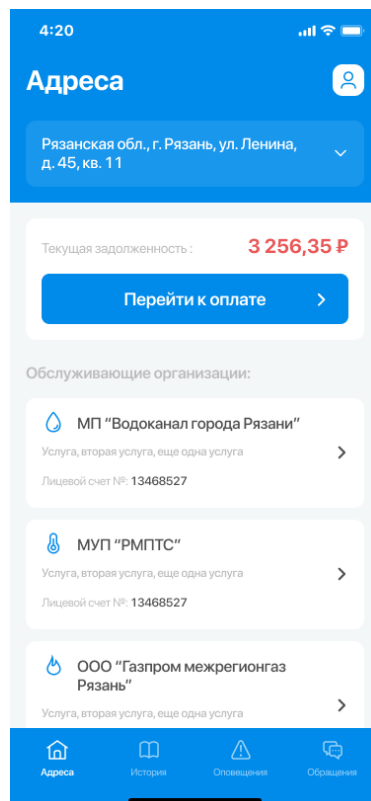 4:20
Адреса
Рязанская обл., г. Рязань, ул. Ленина,
д. 45, кв. 11
Текущая задолженность : 3 256,35 ₽
Перейти к оплате
Обслуживающие организации:
МП “Водоканал города Рязани”
Услуга, вторая услуга, еще одна услуга
Лицевой счет №: 13468527
МУП “РМПТС“
Услуга, вторая услуга, еще одна услуга
Лицевой счет №: 13468527
ООО “Газпром межрегионгаз
Рязань”
Услуга, вторая услуга, еще одна услуга
Адреса История Оповещения Обращения